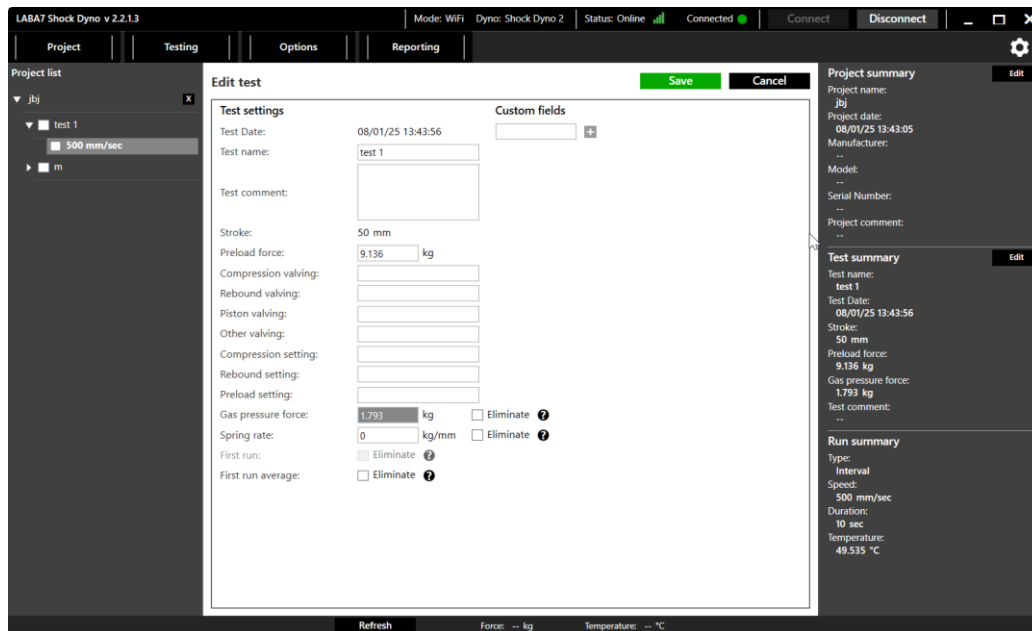 LABA7 Shock Dyno v 2.2.1.3 Mode: WiFi Dyno: Shock Dyno 2 Status: Online Connected Connect Disconnect
Project Testing Options Reporting
Project list
jbj X
test 1
500 mm/sec
m
Edit test Save Cancel
Test settings Custom fields
Test Date: 08/01/25 13:43:56
Test name: test 1
Test comment:
Stroke: 50 mm
Preload force: 9.136 kg
Compression valving:
Rebound valving:
Piston valving:
Other valving:
Compression setting:
Rebound setting:
Preload setting:
Gas pressure force: 1.793 kg Eliminate ?
Spring rate: 0 kg/mm Eliminate ?
First run: Eliminate ?
First run average: Eliminate ?
Project summary Edit
Project name:
jbj
Project date:
08/01/25 13:43:05
Manufacturer:
--
Model:
--
Serial Number:
--
Project comment:
--
Test summary Edit
Test name:
test 1
Test Date:
08/01/25 13:43:56
Stroke:
50 mm
Preload force:
9.136 kg
Gas pressure force:
1.793 kg
Test comment:
--
Run summary
Type:
Interval
Speed:
500 mm/sec
Duration:
10 sec
Temperature:
49.535 °C
Refresh Force: -- kg Temperature: -- °C